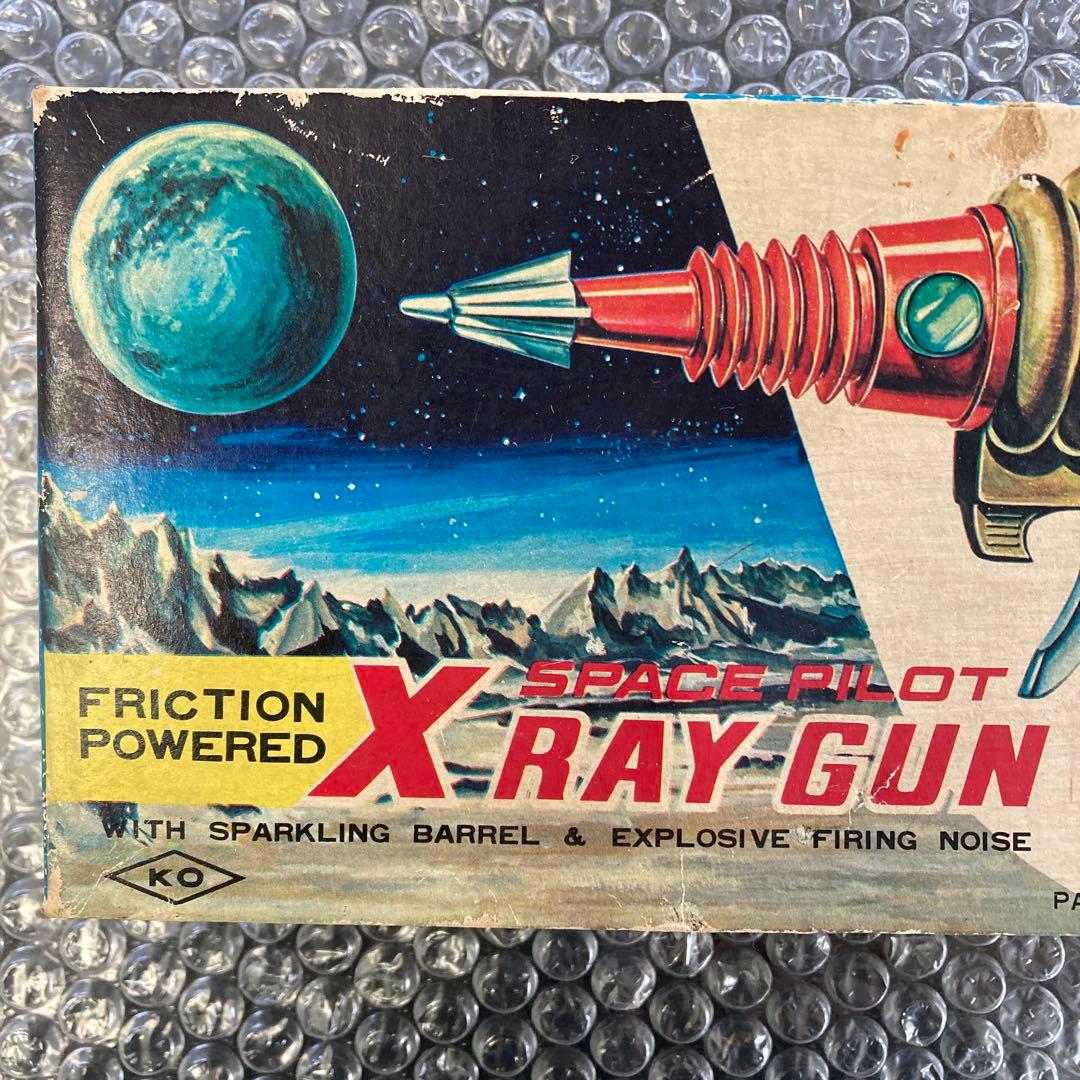 FRICTION
POWERED
SPACE PILOT
X RAY GUN
WITH SPARKLING BARREL & EXPLOSIVE FIRING NOISE
KO